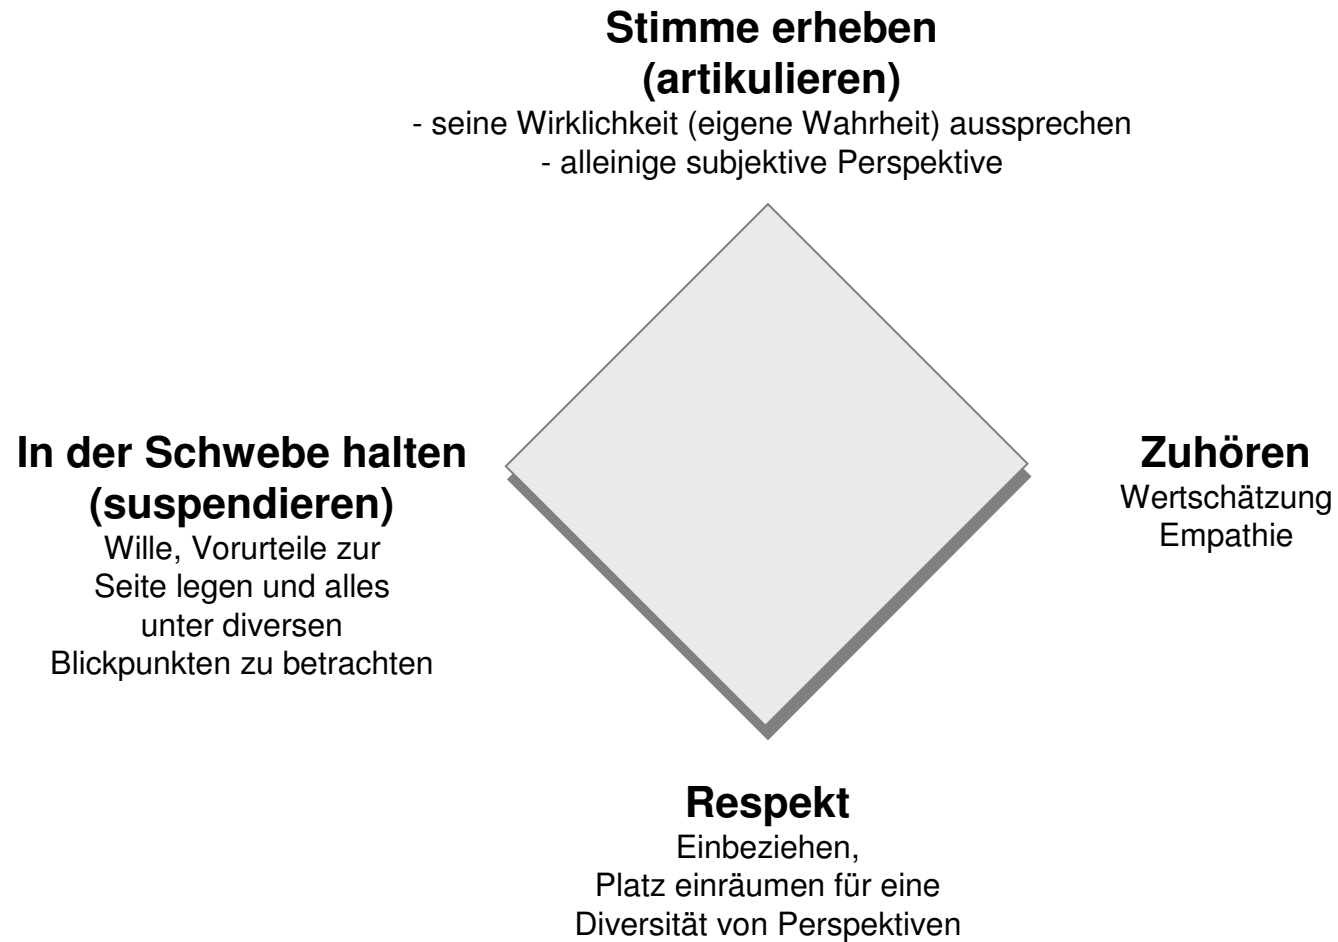 Stimme erheben
(artikulieren)
- seine Wirklichkeit (eigene Wahrheit) aussprechen
- alleinige subjektive Perspektive
In der Schwebe halten
(suspendieren)
Wille, Vorurteile zur
Seite legen und alles
unter diversen
Blickpunkten zu betrachten
Zuhören
Wertschätzung
Empathie
Respekt
Einbeziehen,
Platz einräumen für eine
Diversität von Perspektiven